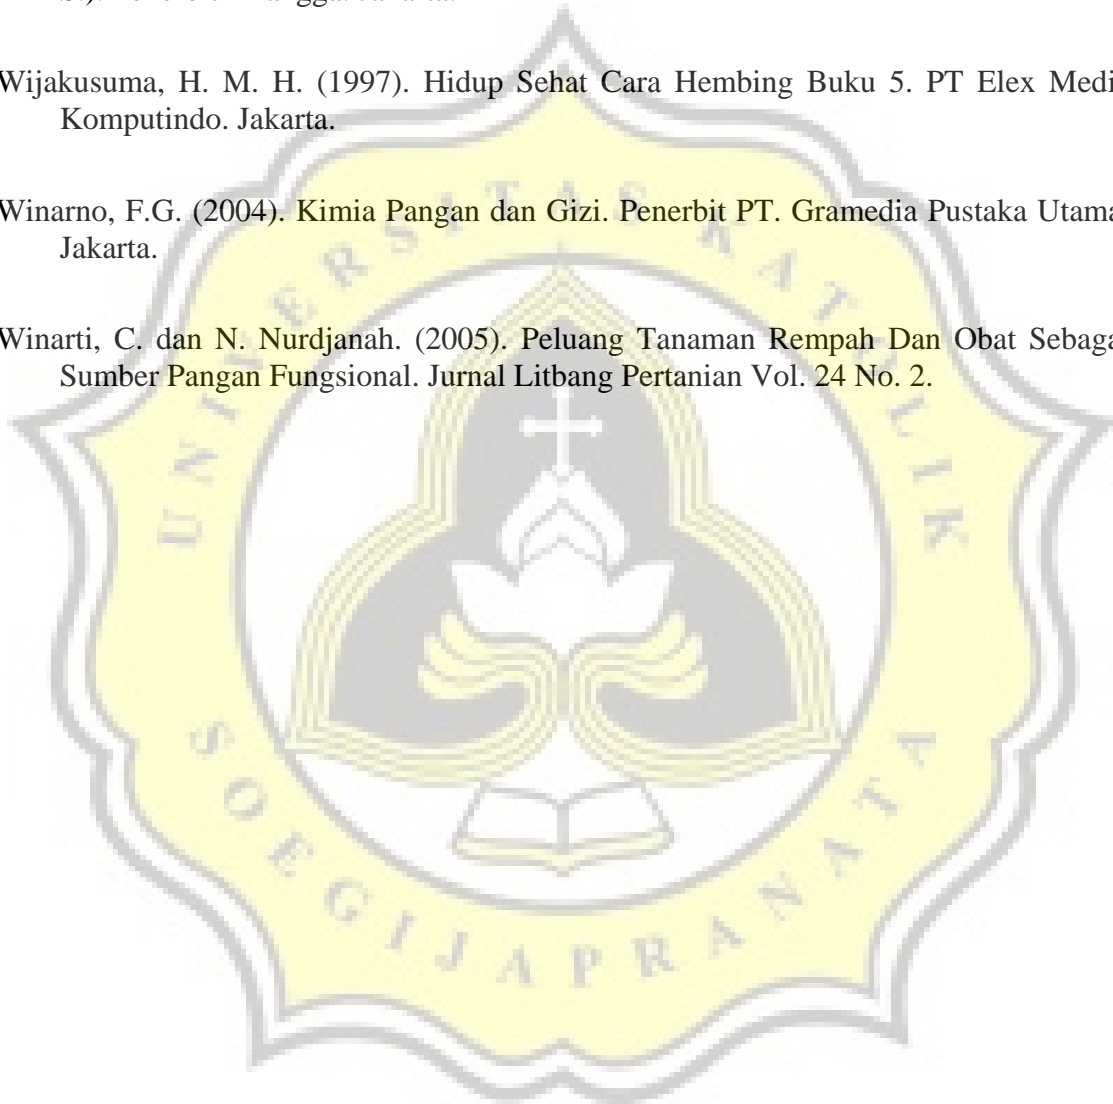 Wijakusuma, H. M. H. (1997). Hidup Sehat Cara Hembing Buku 5. PT Elex Medi
Komputindo. Jakarta.
Winarno, F.G. (2004). Kimia Pangan dan Gizi. Penerbit PT. Gramedia Pustaka Utama
Jakarta.
Winarti, C. dan N. Nurdjanah. (2005). Peluang Tanaman Rempah Dan Obat Sebaga
Sumber Pangan Fungsional. Jurnal Litbang Pertanian Vol. 24 No. 2.
UNIVERSITAS KATOLIK
SOEGIJAPRANATA